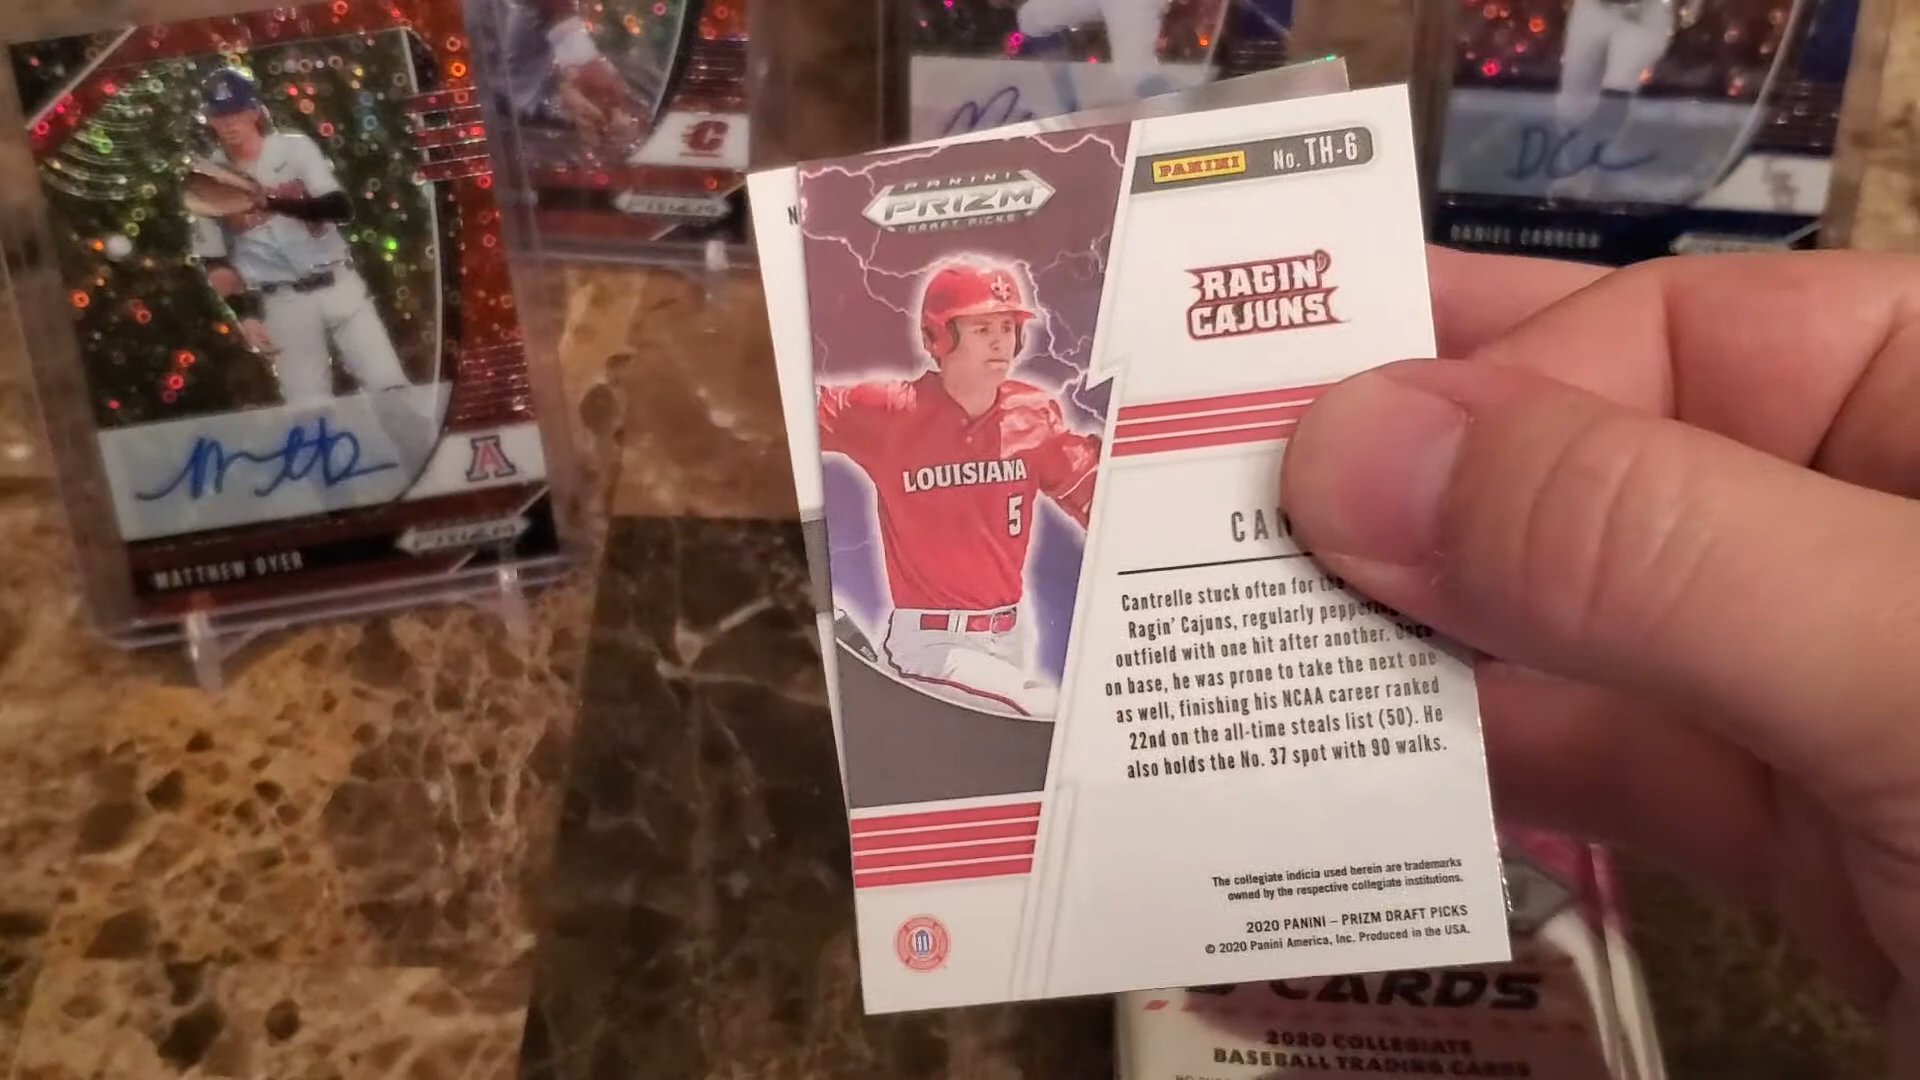 C
PRIZM
DCC
DANIEL CABRERA
PRIZM
A
PRIZM
MATTHEW DYER
N
PANINI
PRIZM
DRAFT PICKS
PANINI No. TH-6
RAGIN'
CAJUNS
LOUISIANA
5
CAN
Cantrelle stuck often for the
Ragin' Cajuns, regularly peppering
outfield with one hit after another. Once
on base, he was prone to take the next one
as well, finishing his NCAA career ranked
22nd on the all-time steals list (50). He
also holds the No. 37 spot with 90 walks.
The collegiate indicia used herein are trademarks
owned by the respective collegiate institutions.
2020 PANINI – PRIZM DRAFT PICKS
© 2020 Panini America, Inc. Produced in the USA.
CARDS
2020 COLLEGIATE
BASEBALL TRADING CARDS